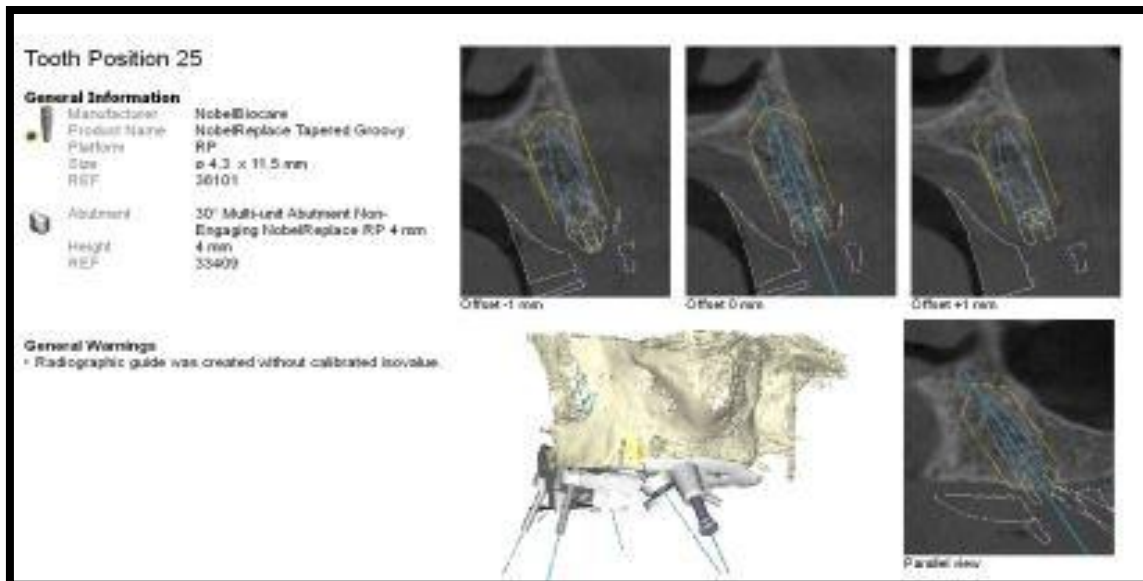 Tooth Position 25
General Information
Manufacturer NobelBiocare
Product Name NobelReplace Tapered Groovy
Platform RP
Size ø 4.3 x 11.5 mm
REF 36101
Abutment 30° Multi-unit Abutment Non-
Engaging NobelReplace RP 4 mm
Height 4 mm
REF 33409
Offset -1 mm
Offset 0 mm
Offset +1 mm
General Warnings
• Radiographic guide was created without calibrated isovalue.
Parallel view